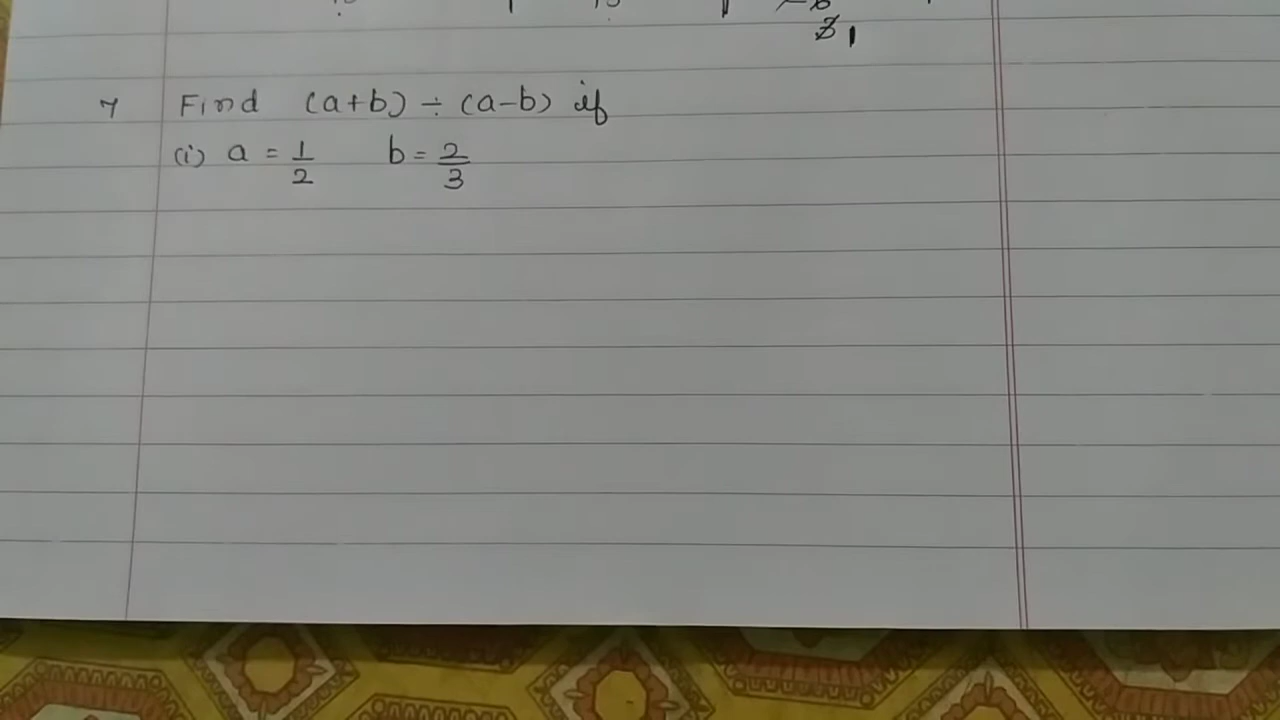 7 Find (a+b) ÷ (a-b) if
(i) a = 1/2 b = 2/3